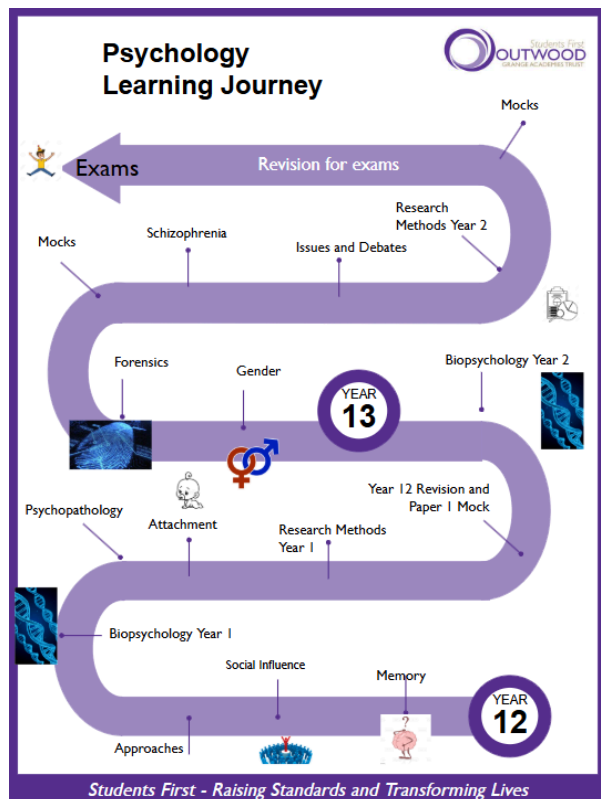 Psychology
Learning Journey
Students First
OUTWOOD
GRANGE ACADEMIES TRUST
Mocks
Exams
Revision for exams
Research
Methods Year 2
Schizophrenia
Mocks
Issues and Debates
Forensics
Gender
YEAR
13
Biopsychology Year 2
Year 12 Revision and
Paper 1 Mock
Psychopathology
Attachment
Research Methods
Year 1
Biopsychology Year 1
Social Influence
Memory
?
YEAR
12
Approaches
Students First - Raising Standards and Transforming Lives